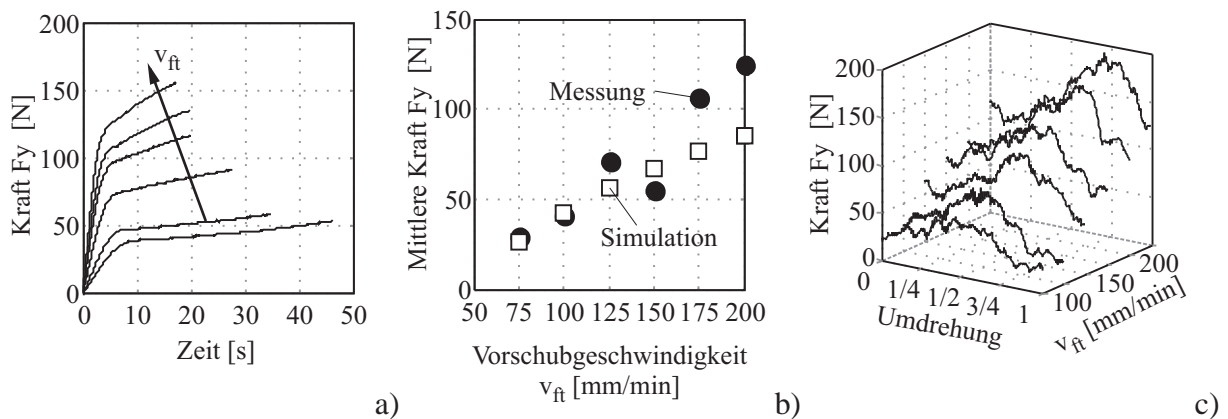 Kraft Fy [N]
200
150
100
50
0
v_ft
0 10 20 30 40 50
Zeit [s]
a)
Mittlere Kraft Fy [N]
150
100
50
0
Messung
Simulation
50 75 100 125 150 175 200
Vorschubgeschwindigkeit
v_ft [mm/min]
b)
Kraft Fy [N]
200
150
100
50
0
0 1/4 1/2 3/4 1
Umdrehung
100 150 200
v_ft [mm/min]
c)